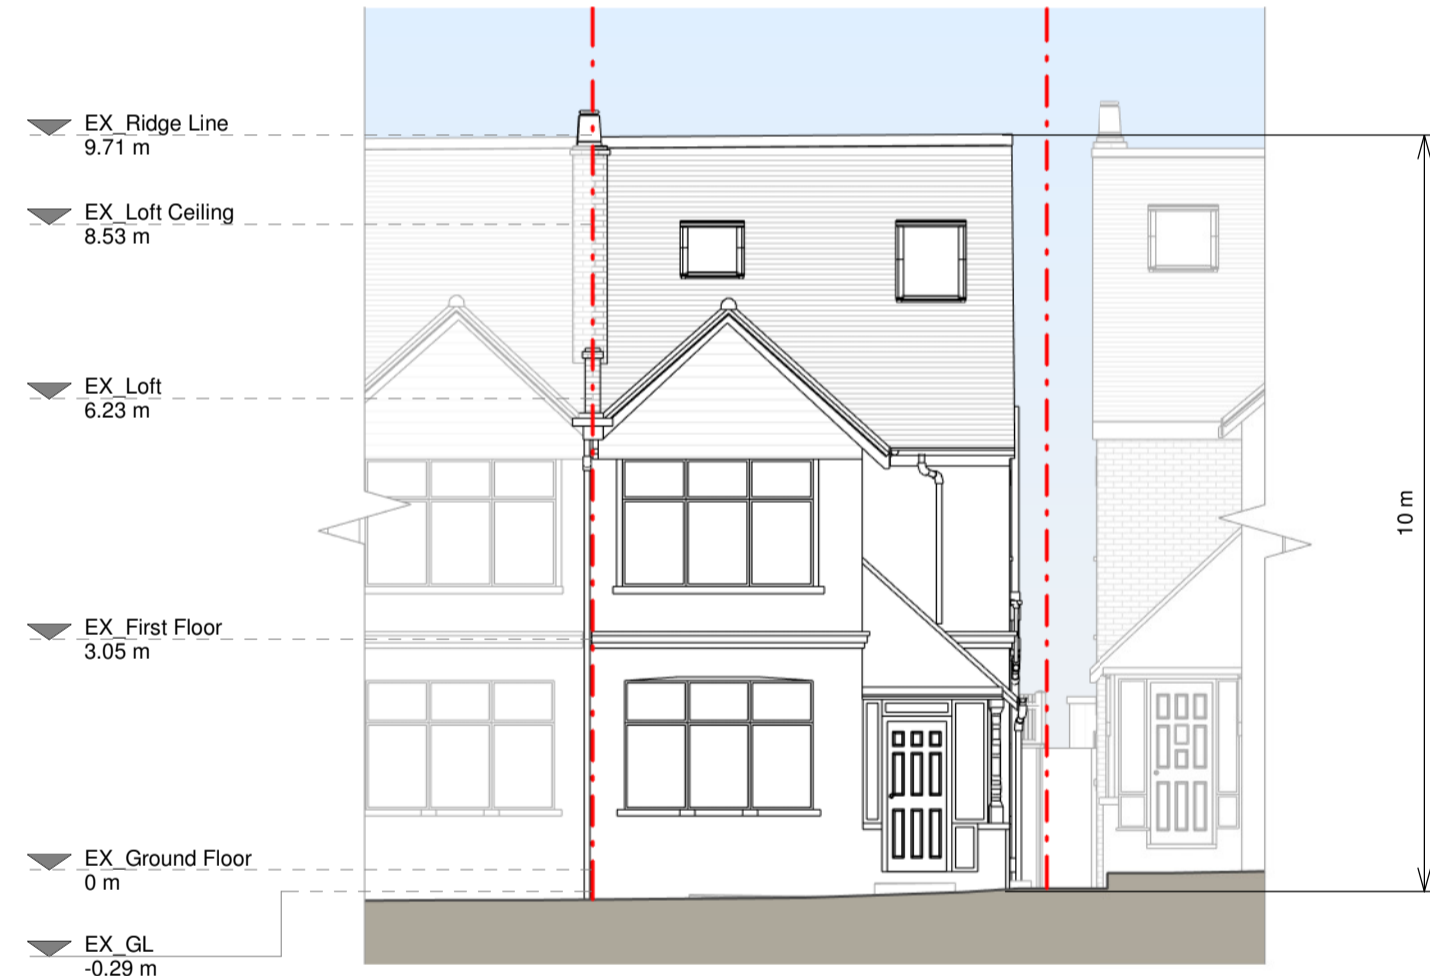 EX_Ridge Line
9.71 m
EX_Loft Ceiling
8.53 m
EX_Loft
6.23 m
EX_First Floor
3.05 m
EX_Ground Floor
0 m
EX_GL
-0.29 m
10 m